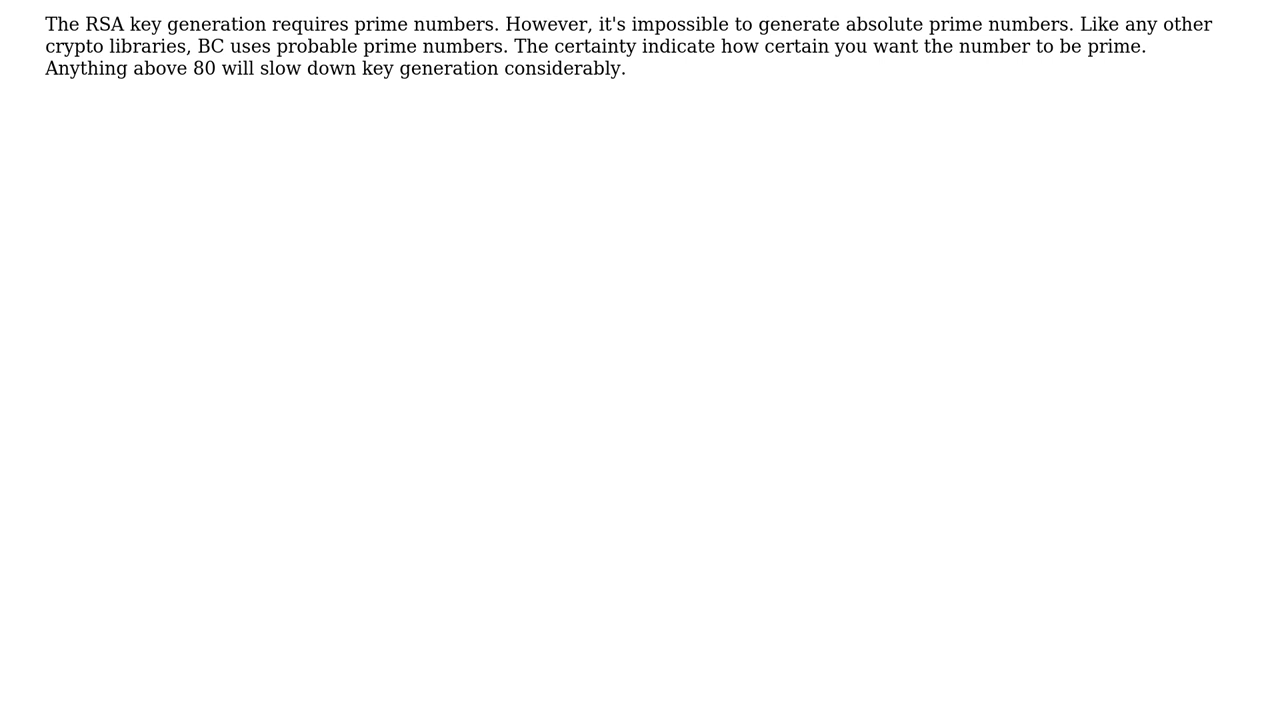 The RSA key generation requires prime numbers. However, it's impossible to generate absolute prime numbers. Like any other
crypto libraries, BC uses probable prime numbers. The certainty indicate how certain you want the number to be prime.
Anything above 80 will slow down key generation considerably.